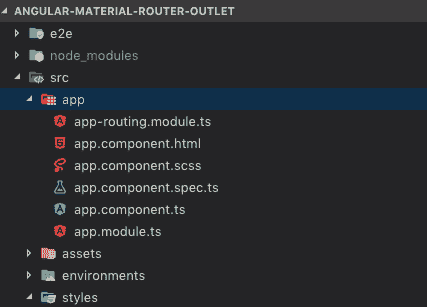 ANGULAR-MATERIAL-ROUTER-OUTLET
e2e
node_modules
src
app
app-routing.module.ts
app.component.html
app.component.scss
app.component.spec.ts
app.component.ts
app.module.ts
assets
environments
styles